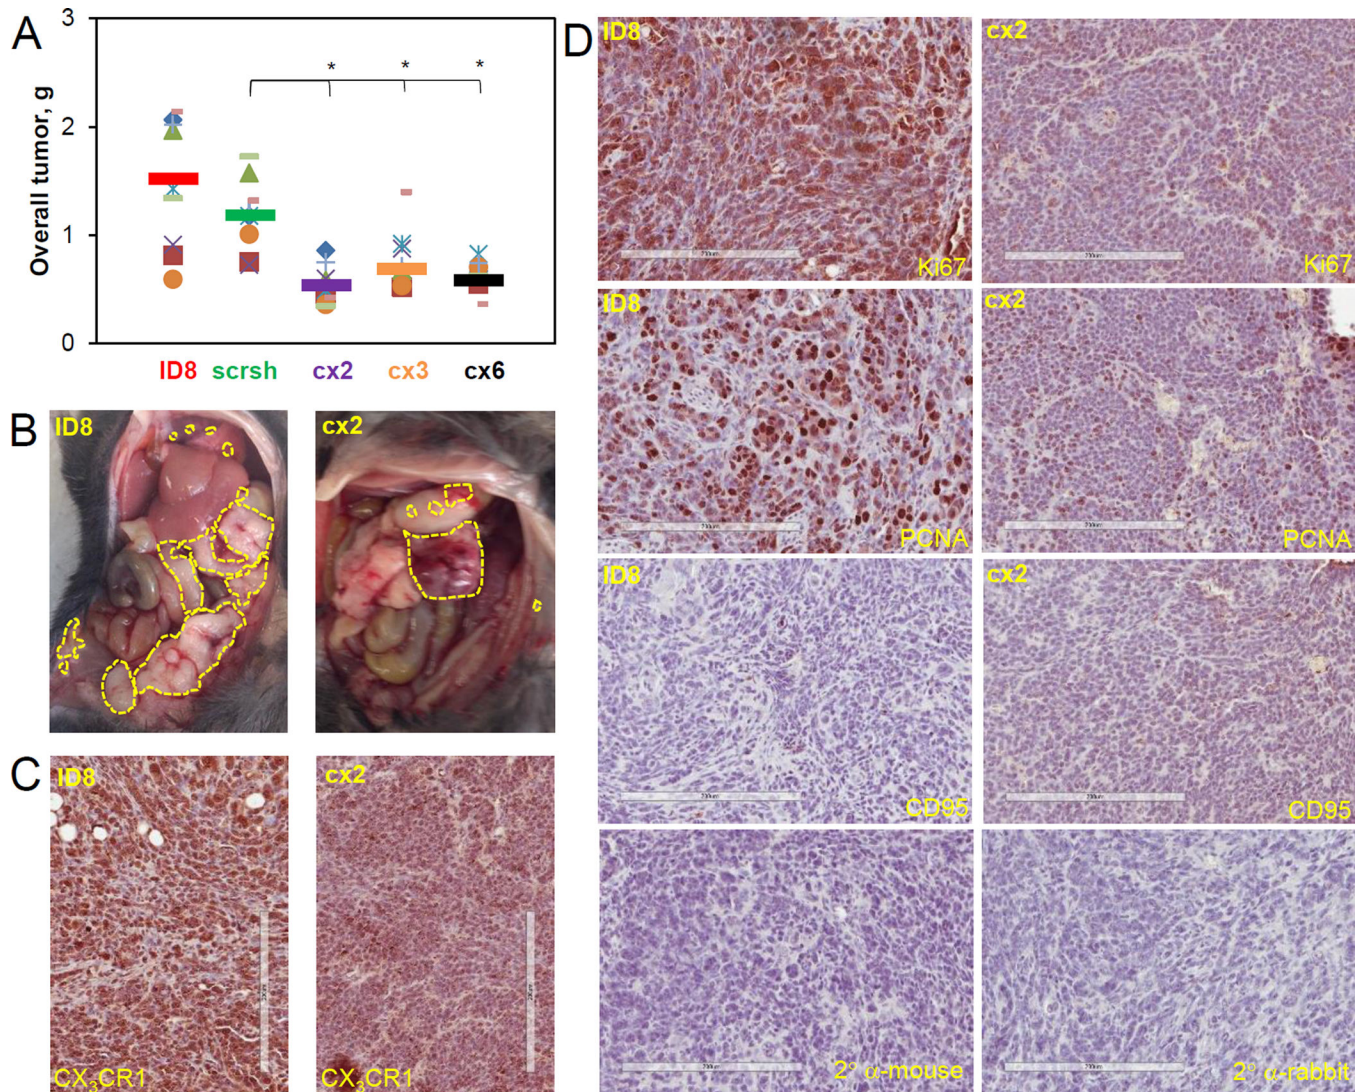 A
3
2
1
0
Overall tumor, g
* * *
ID8 scrsh cx2 cx3 cx6
B
ID8
cx2
C
ID8
CX₃CR1
cx2
CX₃CR1
D
ID8
Ki67
cx2
Ki67
ID8
PCNA
cx2
PCNA
ID8
CD95
cx2
CD95
2° α-mouse
2° α-rabbit